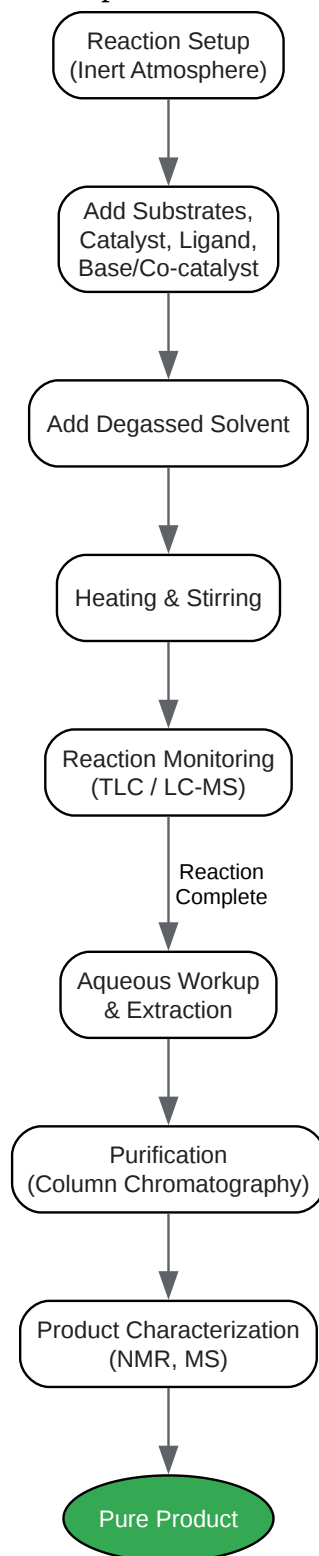 Reaction Setup
(Inert Atmosphere)
Add Substrates,
Catalyst, Ligand,
Base/Co-catalyst
Add Degassed Solvent
Heating & Stirring
Reaction Monitoring
(TLC / LC-MS)
Reaction
Complete
Aqueous Workup
& Extraction
Purification
(Column Chromatography)
Product Characterization
(NMR, MS)
Pure Product